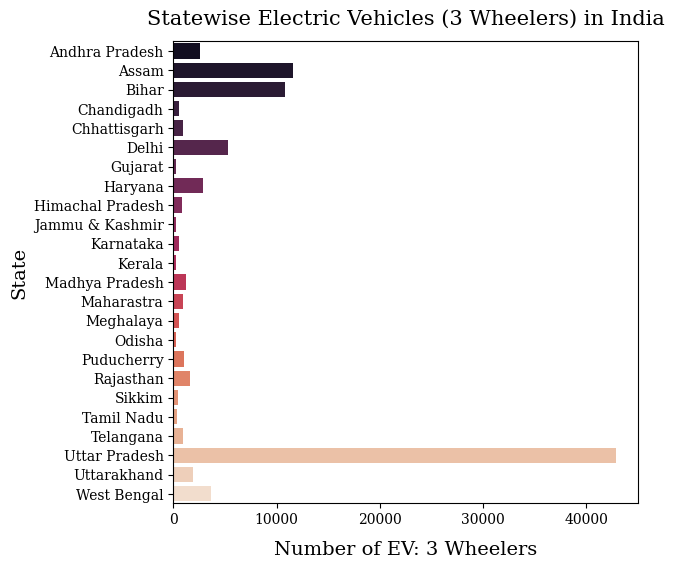 Statewise Electric Vehicles (3 Wheelers) in India
Andhra Pradesh
Assam
Bihar
Chandigadh
Chhattisgarh
Delhi
Gujarat
Haryana
Himachal Pradesh
Jammu & Kashmir
Karnataka
Kerala
Madhya Pradesh
Maharastra
Meghalaya
Odisha
Puducherry
Rajasthan
Sikkim
Tamil Nadu
Telangana
Uttar Pradesh
Uttarakhand
West Bengal
State
0 10000 20000 30000 40000
Number of EV: 3 Wheelers